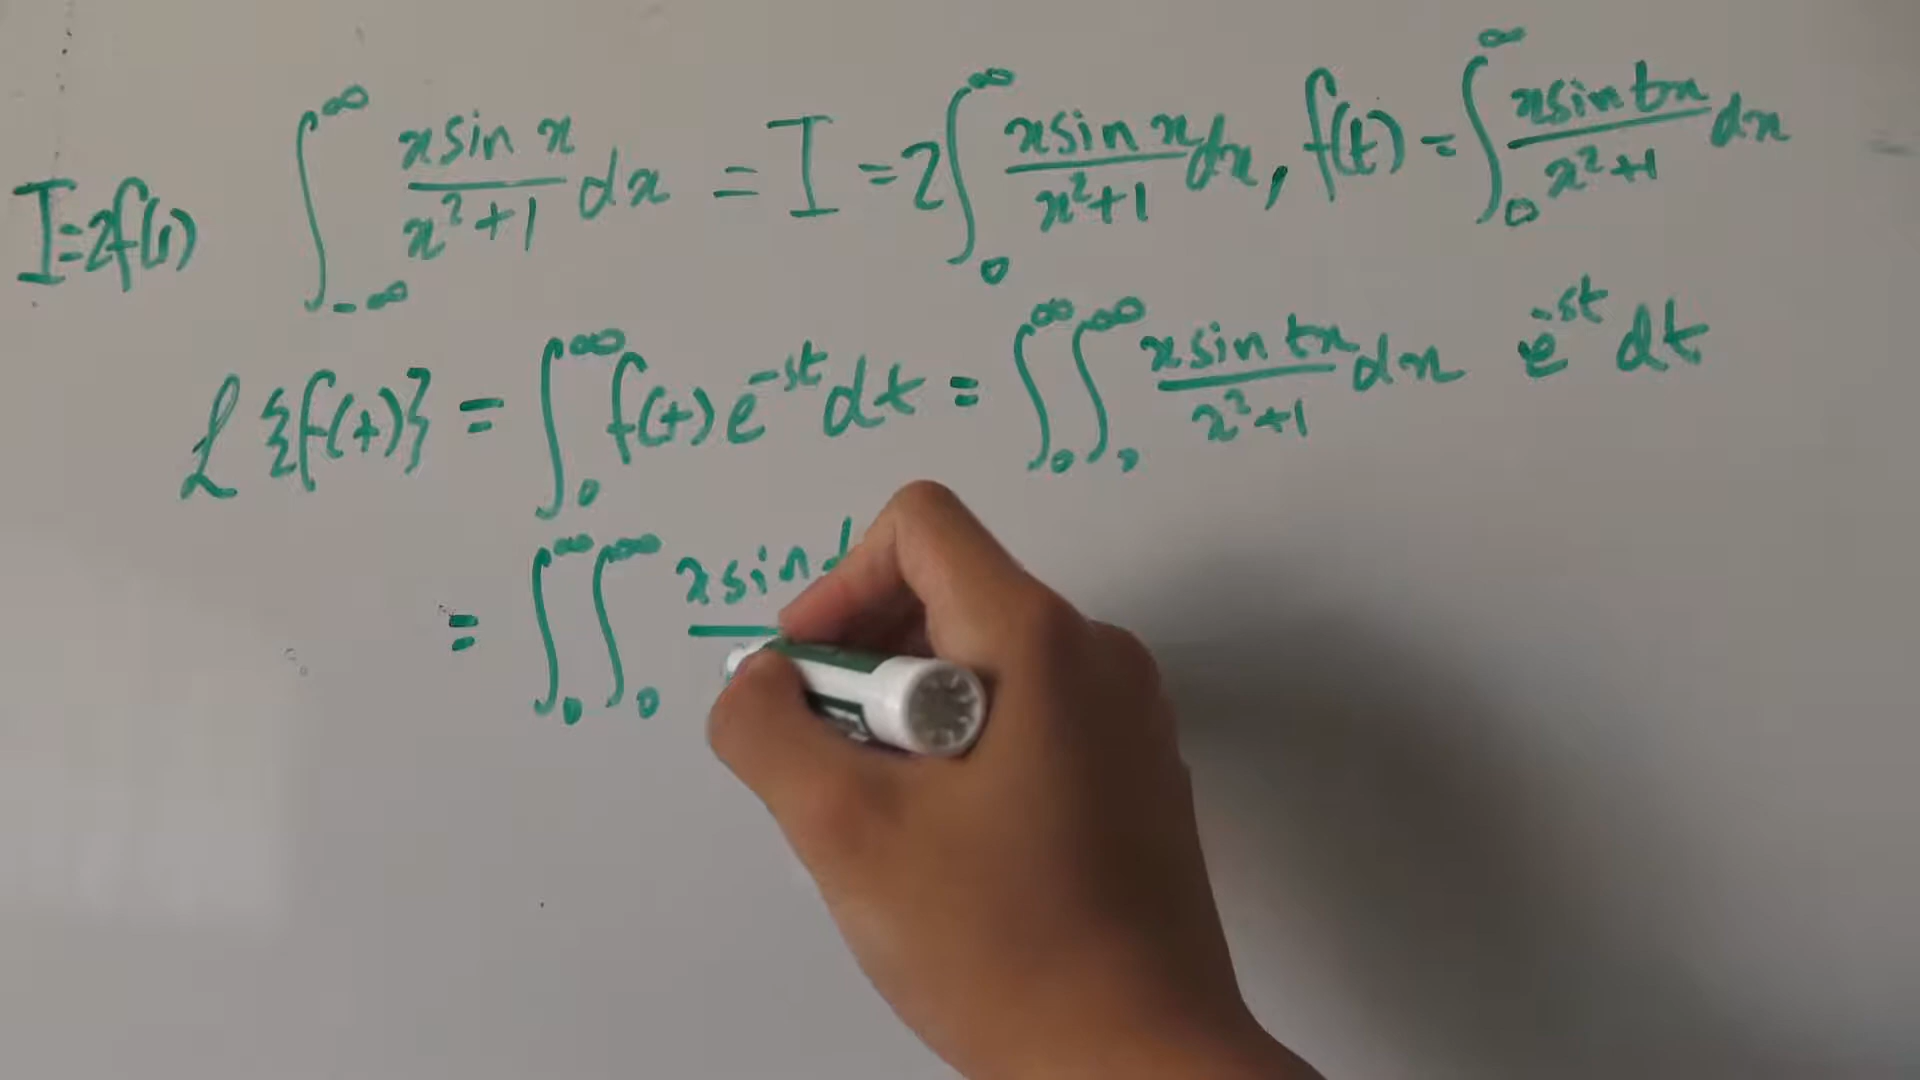 I=2f(1) ∫_{-∞}^{∞} x sin x / x²+1 dx = I = 2∫_0^∞ x sin x / x²+1 dx, f(t) = ∫_0^∞ x sin tx / x²+1 dx
ℒ{f(t)} = ∫_0^∞ f(t) e^{-st} dt = ∫_0^∞ ∫_0^∞ x sin tx / x²+1 dx e^{-st} dt
= ∫_0^∞ ∫_0^∞ x sin